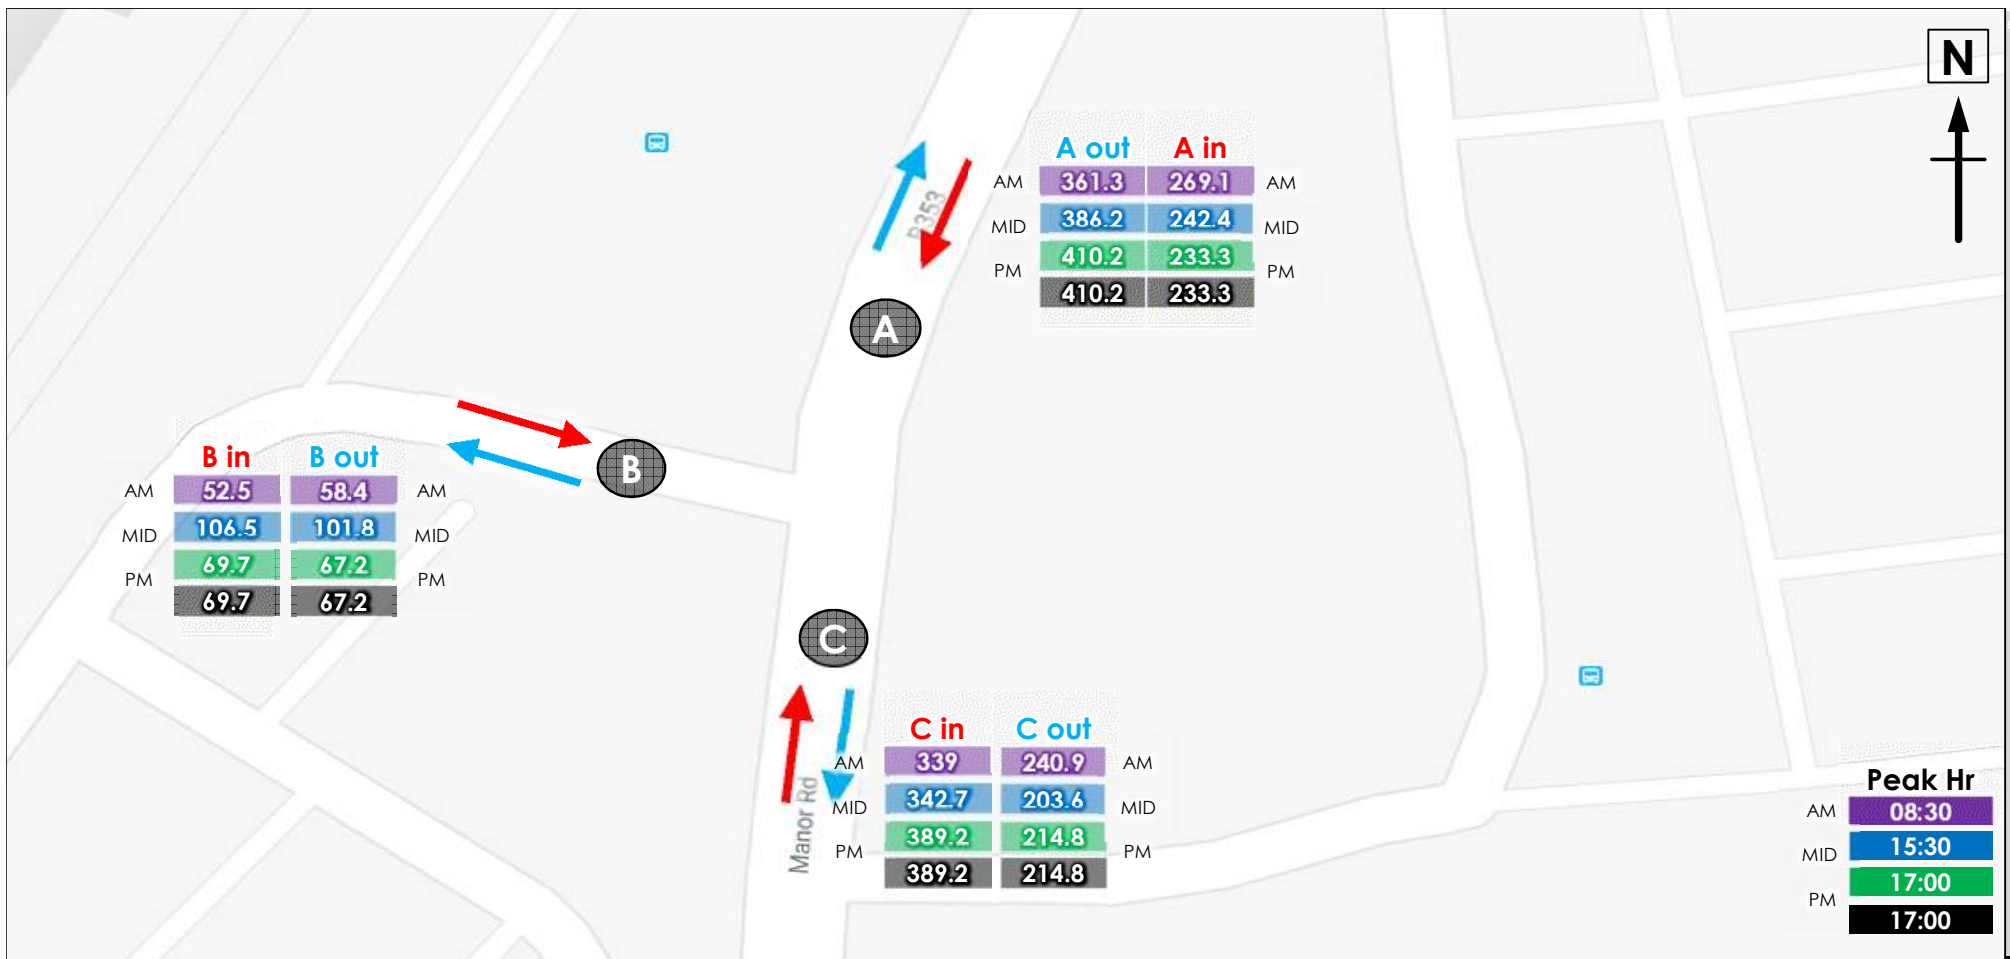 N
A out A in
AM 361.3 269.1 AM
MID 386.2 242.4 MID
PM 410.2 233.3 PM
410.2 233.3
B353
A
B in B out
AM 52.5 58.4 AM
MID 106.5 101.8 MID
PM 69.7 67.2 PM
69.7 67.2
B
C
C in C out
AM 339 240.9 AM
MID 342.7 203.6 MID
PM 389.2 214.8 PM
389.2 214.8
Manor Rd
Peak Hr
AM 08:30
MID 15:30
PM 17:00
17:00